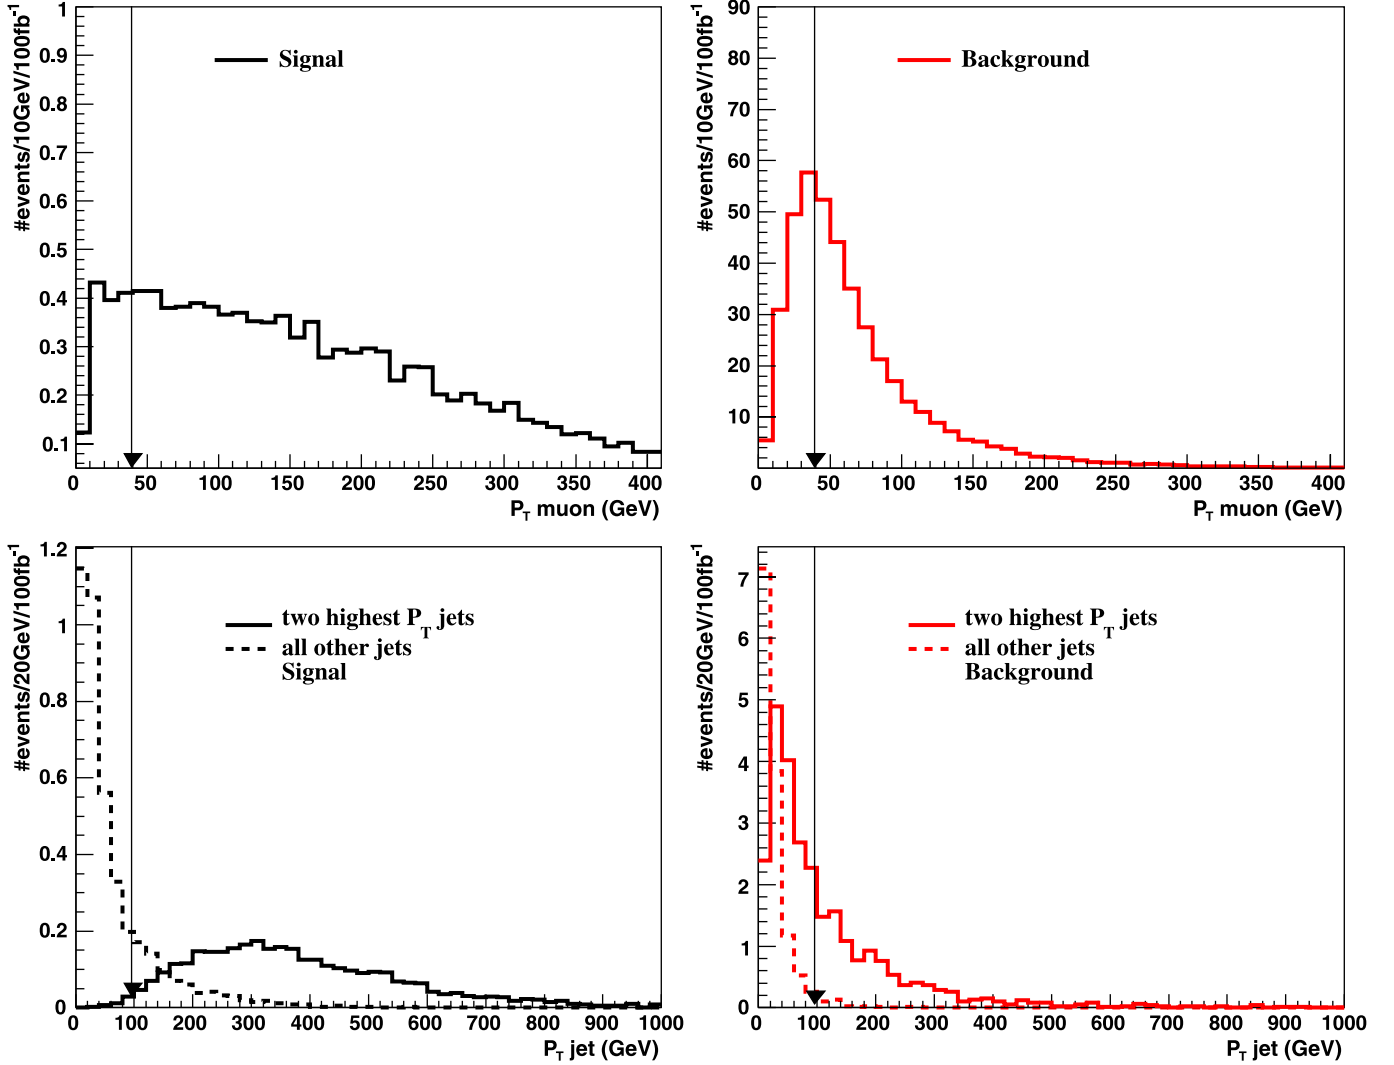 #events/10GeV/100fb⁻¹
1
0.9
0.8
0.7
0.6
0.5
0.4
0.3
0.2
0.1
Signal
0 50 100 150 200 250 300 350 400
P_T muon (GeV)
#events/10GeV/100fb⁻¹
90
80
70
60
50
40
30
20
10
Background
0 50 100 150 200 250 300 350 400
P_T muon (GeV)
#events/20GeV/100fb⁻¹
1.2
1
0.8
0.6
0.4
0.2
0
two highest P_T jets
all other jets
Signal
0 100 200 300 400 500 600 700 800 900 1000
P_T jet (GeV)
#events/20GeV/100fb⁻¹
7
6
5
4
3
2
1
0
two highest P_T jets
all other jets
Background
0 100 200 300 400 500 600 700 800 900 1000
P_T jet (GeV)